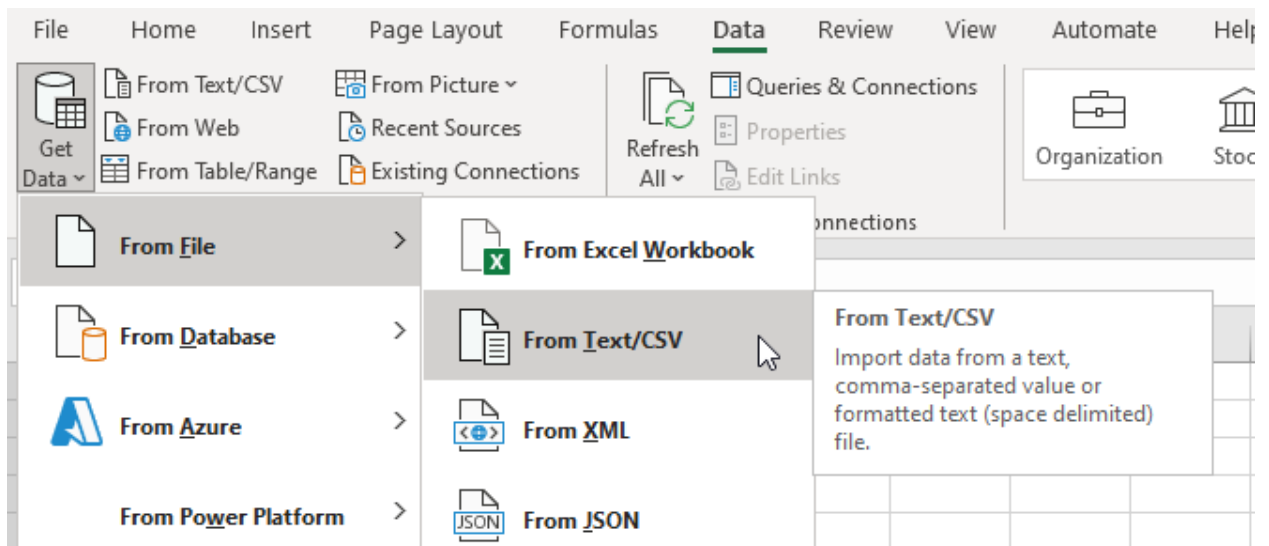 File Home Insert Page Layout Formulas Data Review View Automate Help
From Text/CSV From Picture Queries & Connections
From Web Recent Sources Properties
Get Refresh Organization
Data From Table/Range Existing Connections All Edit Links
From File From Excel Workbook
X
From Database From Text/CSV From Text/CSV
Import data from a text,
comma-separated value or
formatted text (space delimited)
file.
From Azure From XML
From Power Platform JSON From JSON